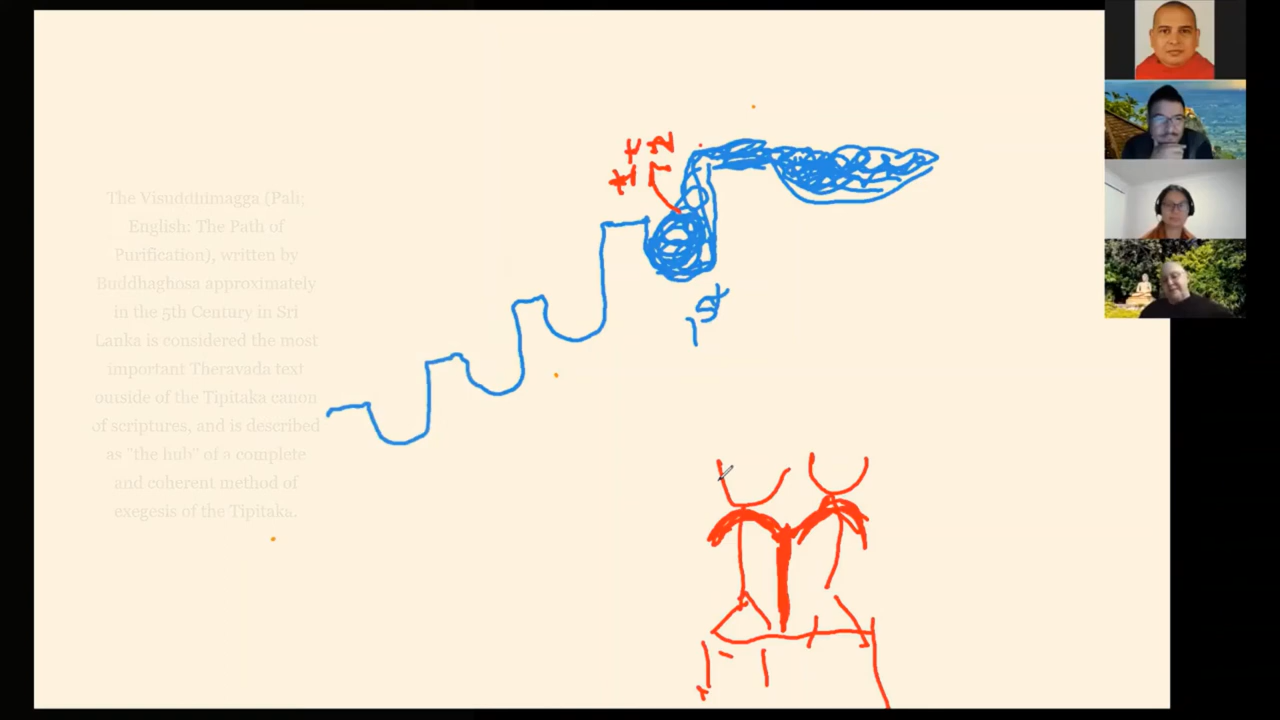 The Visuddhimagga (Pali;
English: The Path of
Purification), written by
Buddhaghosa approximately
in the 5th Century in Sri
Lanka is considered the most
important Theravada text
outside of the Tipitaka canon
of scriptures, and is described
as "the hub" of a complete
and coherent method of
exegesis of the Tipitaka.
1st